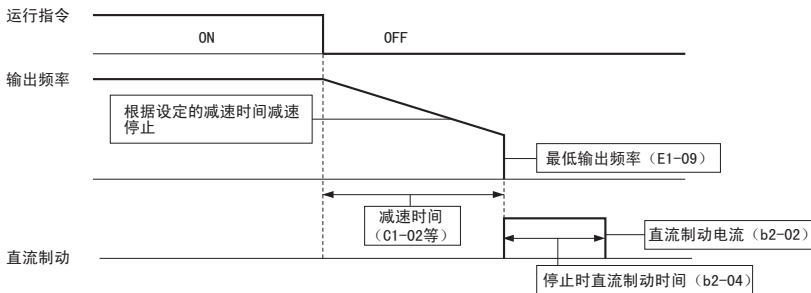 运行指令
ON
OFF
输出频率
根据设定的减速时间减速
停止
最低输出频率（E1-09）
减速时间
（C1-02等）
直流制动电流（b2-02）
直流制动
停止时直流制动时间（b2-04）